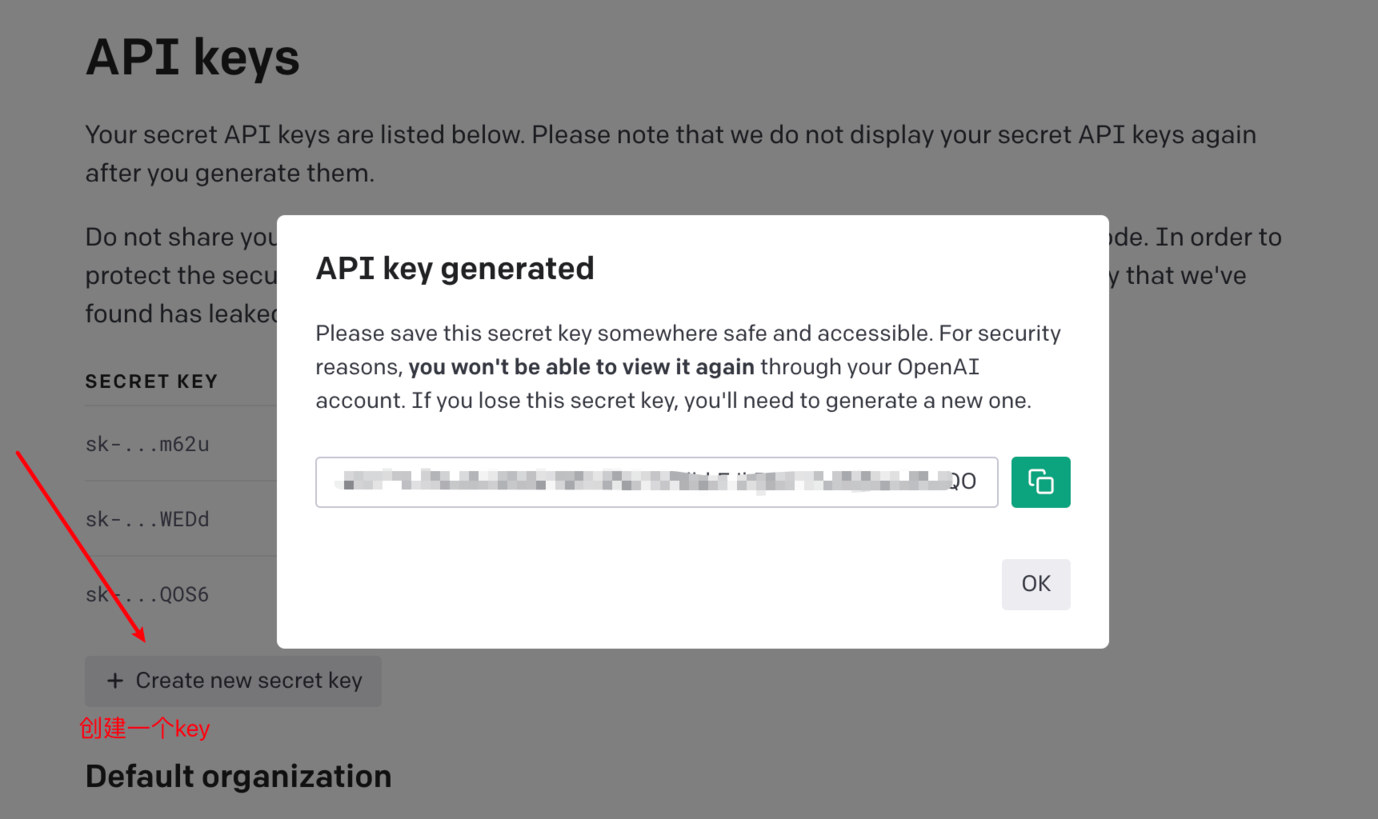 API keys
Your secret API keys are listed below. Please note that we do not display your secret API keys again
after you generate them.
Do not share you
ode. In order to
protect the secu
y that we've
found has leaked
API key generated
Please save this secret key somewhere safe and accessible. For security
reasons, you won't be able to view it again through your OpenAI
account. If you lose this secret key, you'll need to generate a new one.
QO
OK
SECRET KEY
sk-...m62u
sk-...WEDd
sk-...QOS6
+ Create new secret key
创建一个key
Default organization